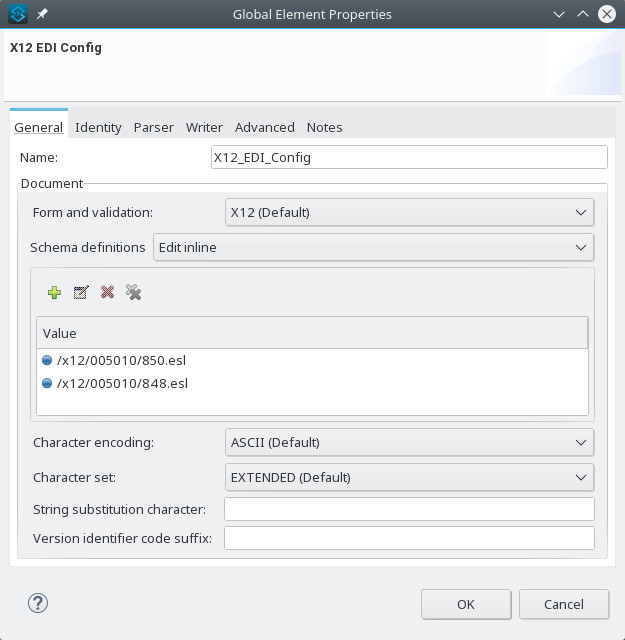 Global Element Properties
X12 EDI Config
General Identity Parser Writer Advanced Notes
Name: X12_EDI_Config
Document
Form and validation: X12 (Default)
Schema definitions Edit inline
Value
/x12/005010/850.esl
/x12/005010/848.esl
Character encoding: ASCII (Default)
Character set: EXTENDED (Default)
String substitution character:
Version identifier code suffix:
? OK Cancel